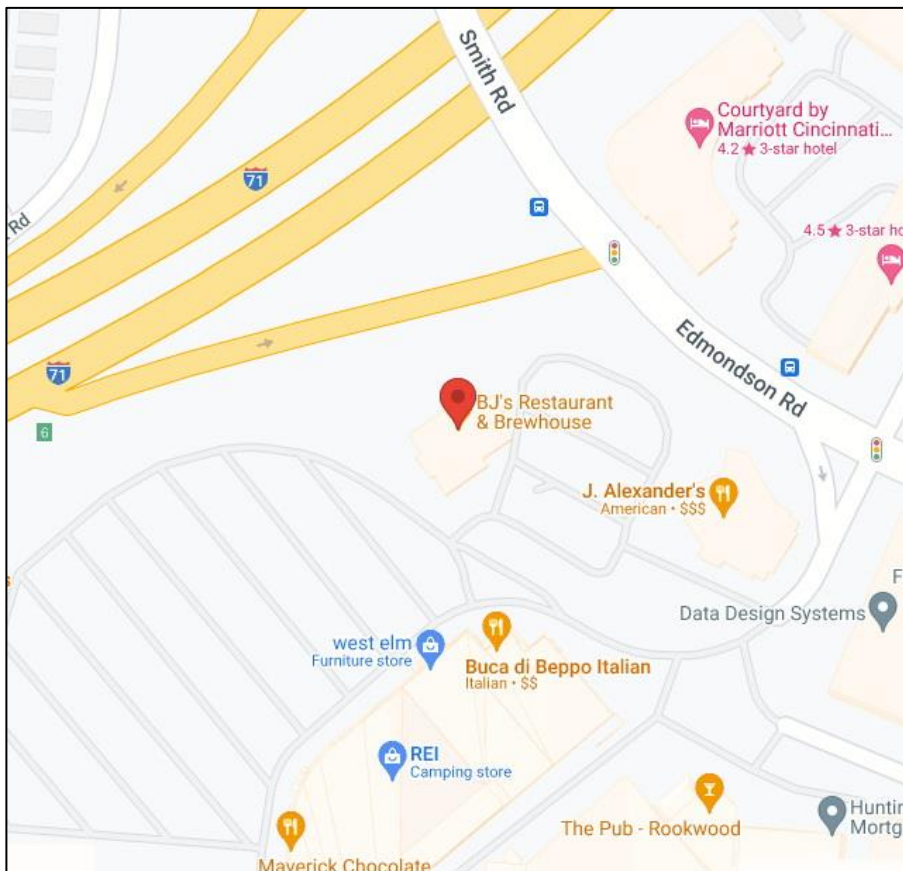 Smith Rd
Courtyard by
Marriott Cincinnati...
4.2 ★ 3-star hotel
71
Rd
4.5 ★ 3-star ho
71
Edmondson Rd
BJ's Restaurant
& Brewhouse
6
J. Alexander's
American • $$$
Data Design Systems
west elm
Furniture store
Buca di Beppo Italian
Italian • $$
REI
Camping store
The Pub - Rookwood
Huntin
Mortg
Maverick Chocolate